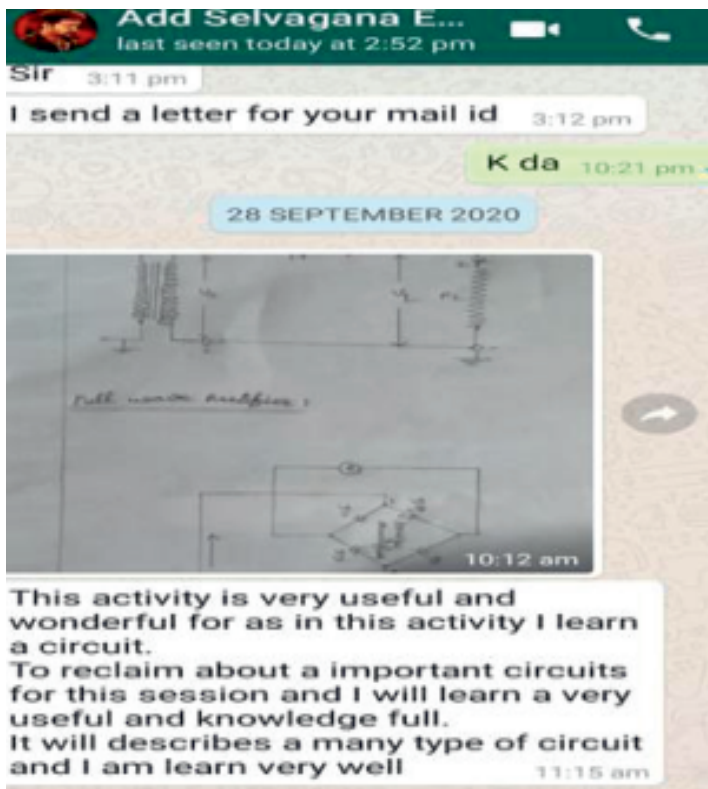 Add Selvagana E...
last seen today at 2:52 pm
Sir 3:11 pm
I send a letter for your mail id 3:12 pm
K da 10:21 pm
28 SEPTEMBER 2020
Full wave Rectifier :
10:12 am
This activity is very useful and
wonderful for as in this activity I learn
a circuit.
To reclaim about a important circuits
for this session and I will learn a very
useful and knowledge full.
It will describes a many type of circuit
and I am learn very well 11:15 am